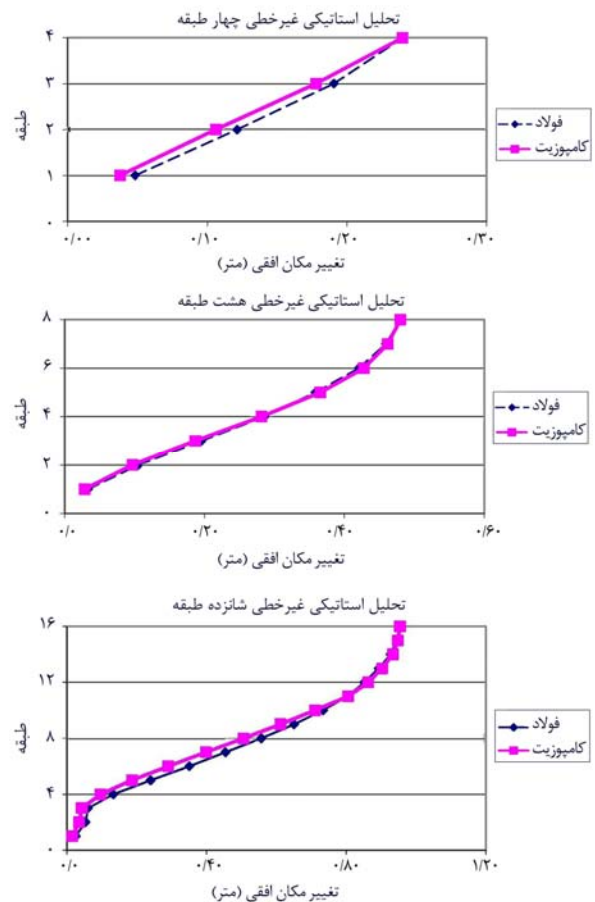 تحلیل استاتیکی غیرخطی چهار طبقه
۴
۳
۲
۱
۰
طبقه
۰/۰۰
۰/۱۰
۰/۲۰
۰/۳۰
تغییر مکان افقی (متر)
فولاد
کامپوزیت
تحلیل استاتیکی غیرخطی هشت طبقه
۸
۶
۴
۲
۰
طبقه
۰/۰
۰/۲۰
۰/۴۰
۰/۶۰
تغییر مکان افقی (متر)
فولاد
کامپوزیت
تحلیل استاتیکی غیرخطی شانزده طبقه
۱۶
۱۲
۸
۴
۰
طبقه
۰/۰
۰/۴۰
۰/۸۰
۱/۲۰
تغییر مکان افقی (متر)
فولاد
کامپوزیت